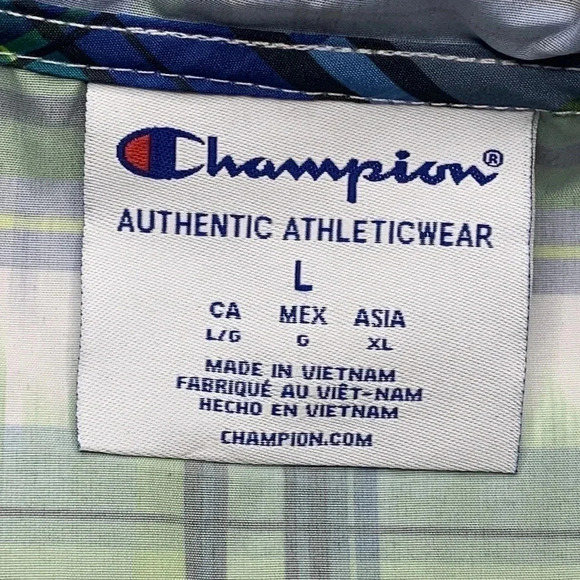 Champion®
AUTHENTIC ATHLETICWEAR
L
CA MEX ASIA
L/G G XL
MADE IN VIETNAM
FABRIQUÉ AU VIÊT-NAM
HECHO EN VIETNAM
CHAMPION.COM